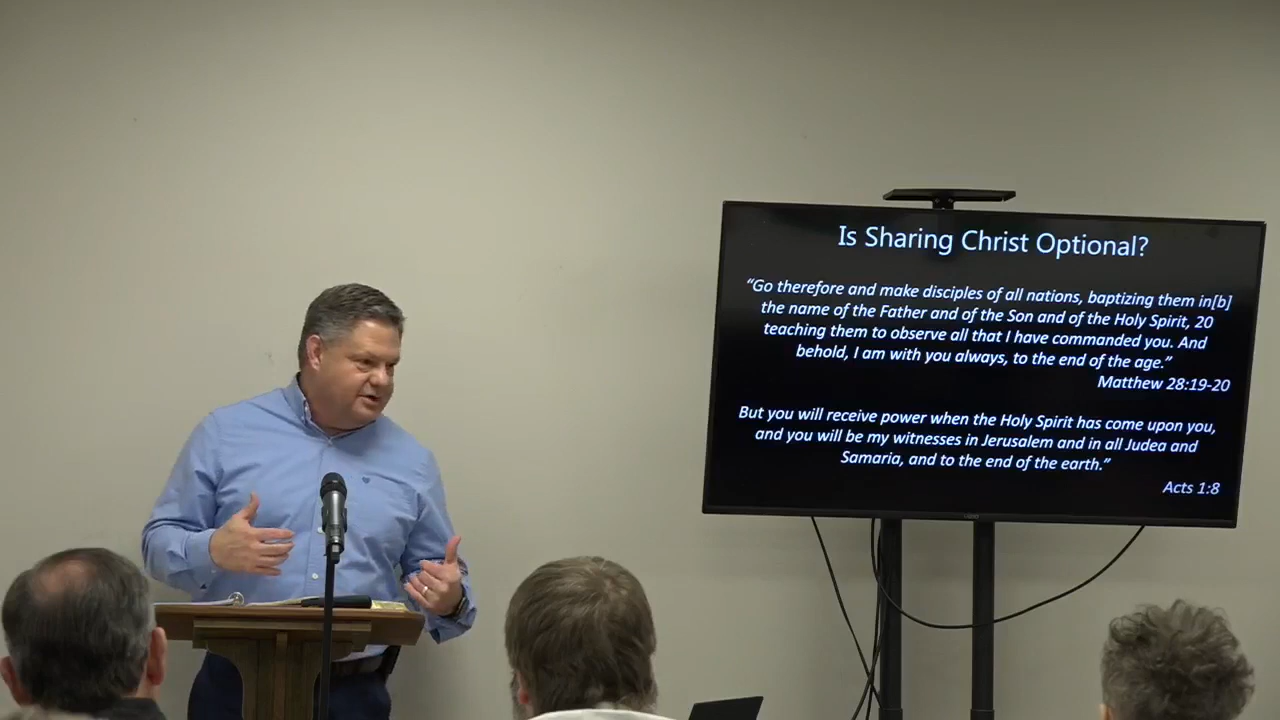 Is Sharing Christ Optional?
“Go therefore and make disciples of all nations, baptizing them in[b]
the name of the Father and of the Son and of the Holy Spirit, 20
teaching them to observe all that I have commanded you. And
behold, I am with you always, to the end of the age.”
Matthew 28:19-20
But you will receive power when the Holy Spirit has come upon you,
and you will be my witnesses in Jerusalem and in all Judea and
Samaria, and to the end of the earth.”
Acts 1:8